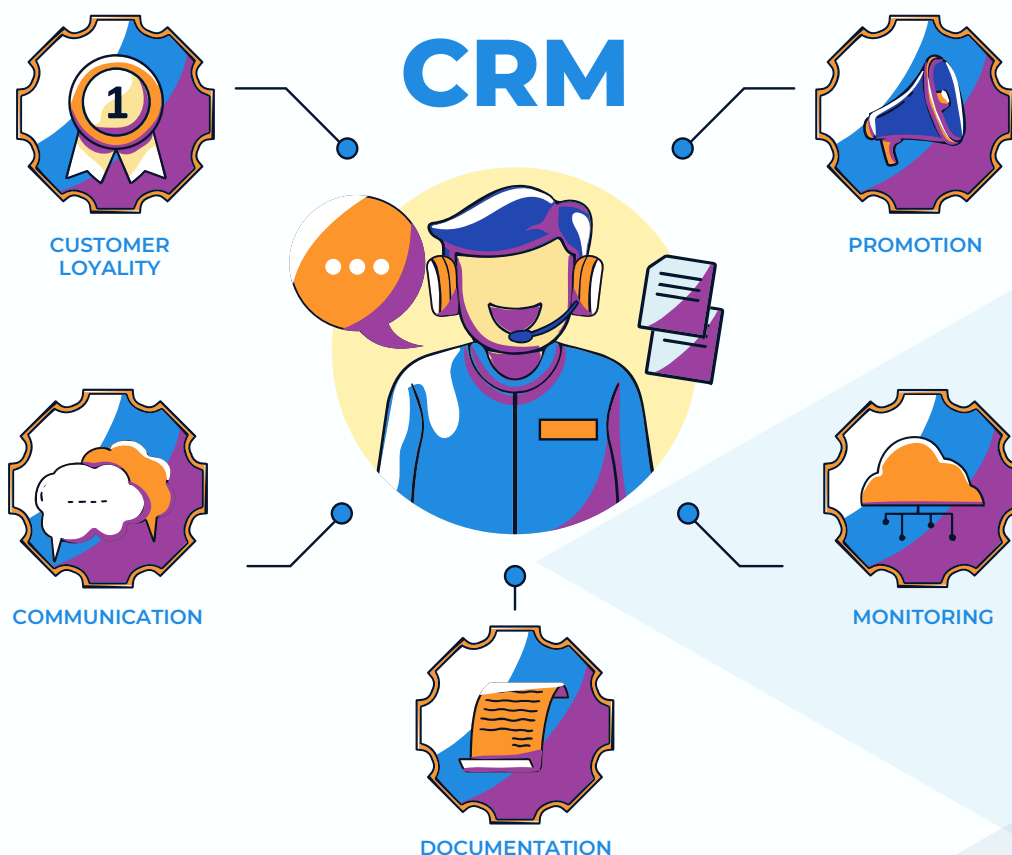 CRM
1
CUSTOMER
LOYALITY
PROMOTION
COMMUNICATION
MONITORING
DOCUMENTATION